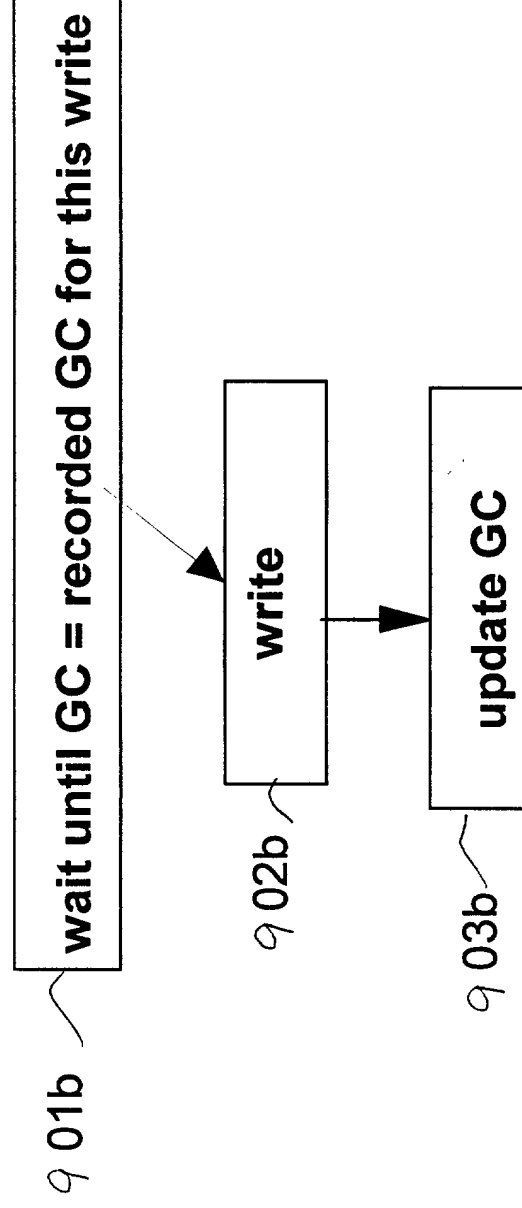 wait until GC = recorded GC for this write
901b
write
902b
update GC
903b